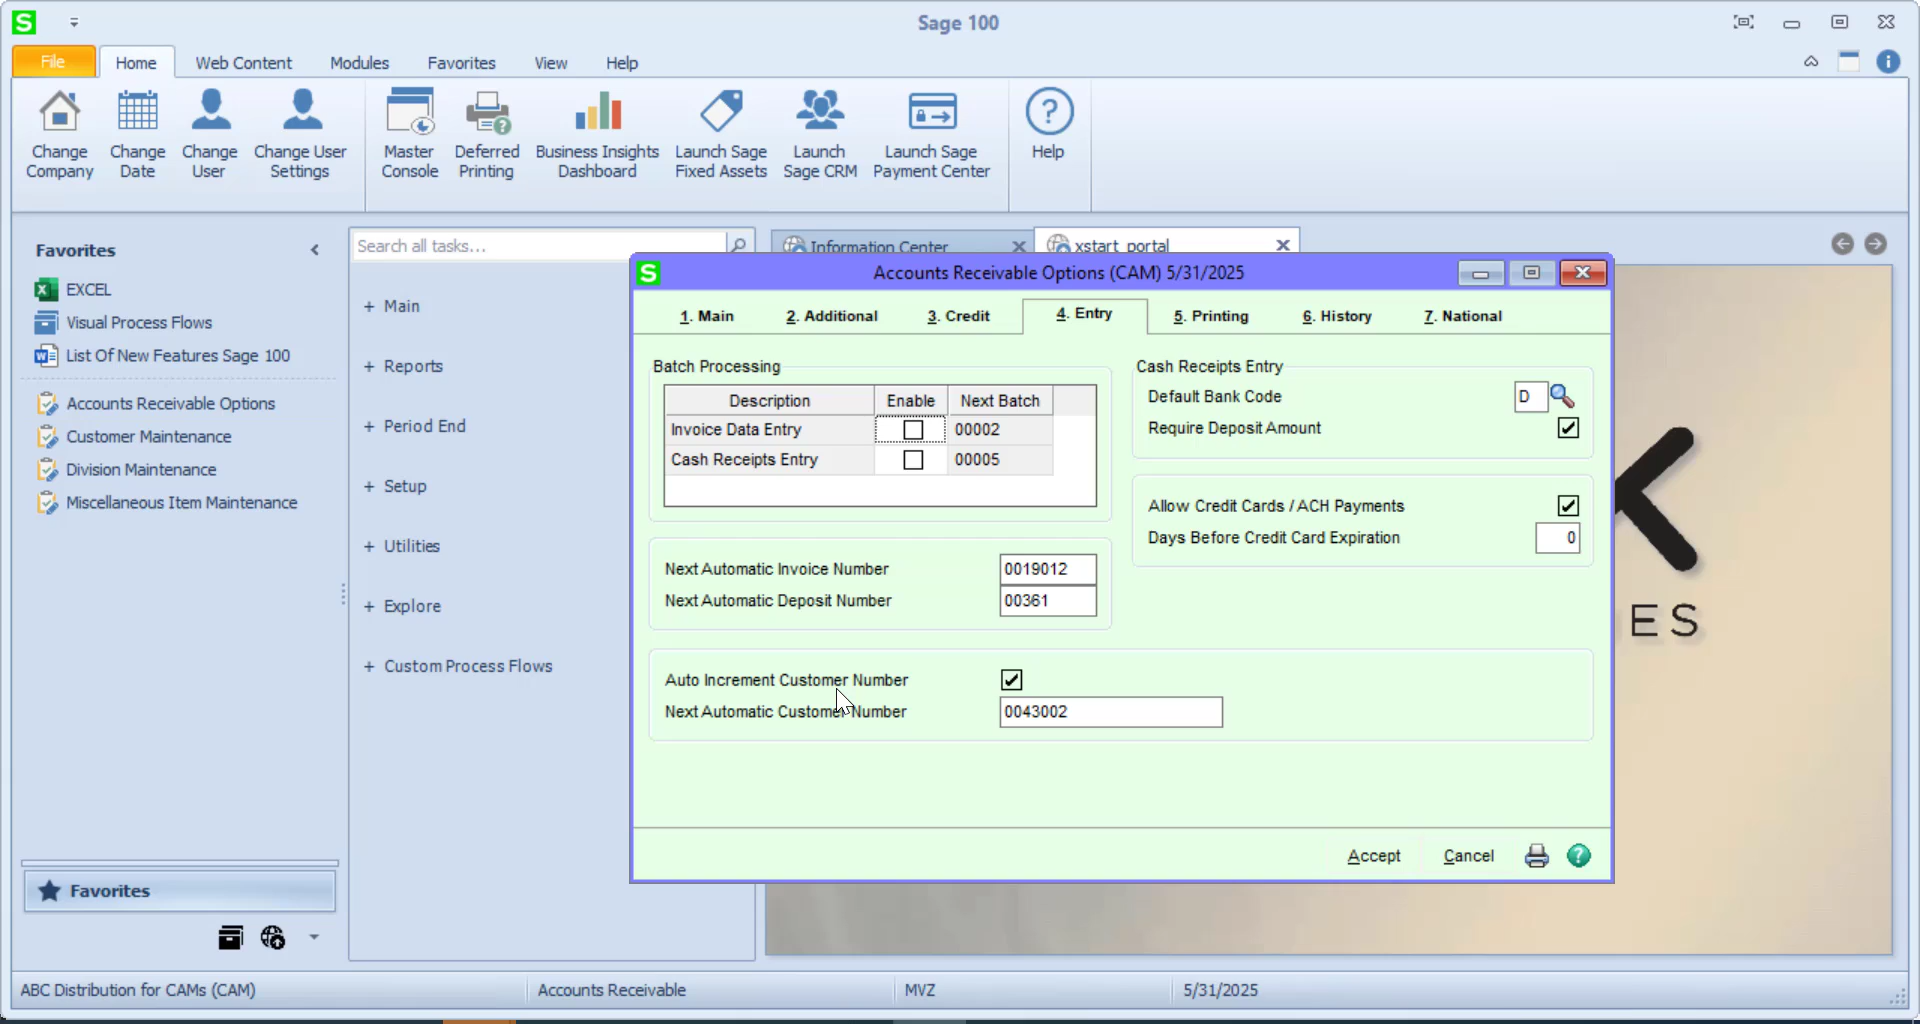 S
Sage 100
File
Home
Web Content
Modules
Favorites
View
Help
Change
Company
Change
Date
Change
User
Change User
Settings
Master
Console
Deferred
Printing
Business Insights
Dashboard
Launch Sage
Fixed Assets
Launch
Sage CRM
Launch Sage
Payment Center
Help
Favorites
EXCEL
Visual Process Flows
List Of New Features Sage 100
Accounts Receivable Options
Customer Maintenance
Division Maintenance
Miscellaneous Item Maintenance
Favorites
Search all tasks...
+ Main
+ Reports
+ Period End
+ Setup
+ Utilities
+ Explore
+ Custom Process Flows
Information Center
xstart_portal
S
Accounts Receivable Options (CAM) 5/31/2025
1. Main
2. Additional
3. Credit
4. Entry
5. Printing
6. History
7. National
Batch Processing
Description Enable Next Batch
Invoice Data Entry 00002
Cash Receipts Entry 00005
Next Automatic Invoice Number 0019012
Next Automatic Deposit Number 00361
Auto Increment Customer Number
Next Automatic Customer Number 0043002
Cash Receipts Entry
Default Bank Code D
Require Deposit Amount
Allow Credit Cards / ACH Payments
Days Before Credit Card Expiration 0
Accept
Cancel
K
ES
ABC Distribution for CAMs (CAM)
Accounts Receivable
MVZ
5/31/2025